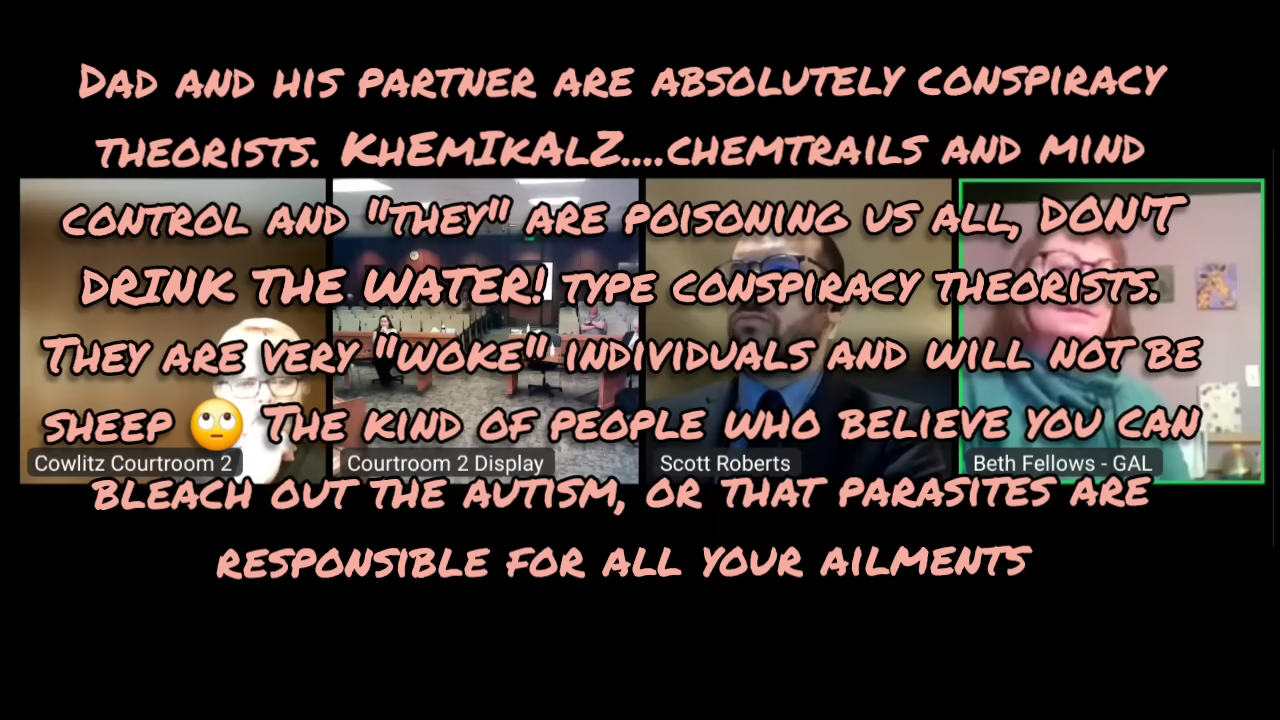 DAD AND HIS PARTNER ARE ABSOLUTELY CONSPIRACY
THEORISTS. KHEMIKALZ....CHEMTRAILS AND MIND
CONTROL AND "THEY" ARE POISONING US ALL, DON'T
DRINK THE WATER! TYPE CONSPIRACY THEORISTS.
THEY ARE VERY "WOKE" INDIVIDUALS AND WILL NOT BE
SHEEP 🙄 THE KIND OF PEOPLE WHO BELIEVE YOU CAN
Cowlitz Courtroom 2
Courtroom 2 Display
Scott Roberts
Beth Fellows - GAL
BLEACH OUT THE AUTISM, OR THAT PARASITES ARE
RESPONSIBLE FOR ALL YOUR AILMENTS